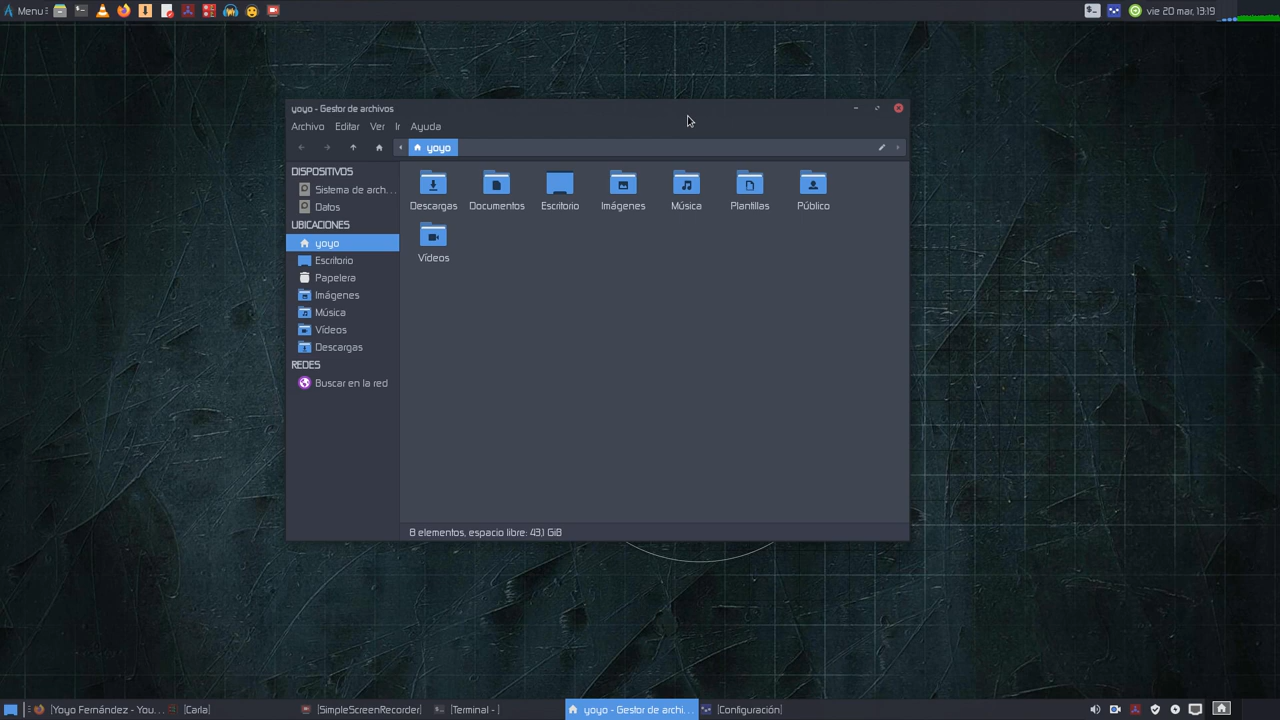 Menu
vie 20 mar, 13:19
yoyo - Gestor de archivos
Archivo Editar Ver Ir Ayuda
yoyo
DISPOSITIVOS
Sistema de arch...
Datos
UBICACIONES
yoyo
Escritorio
Papelera
Imágenes
Música
Vídeos
Descargas
REDES
Buscar en la red
Descargas Documentos Escritorio Imágenes Música Plantillas Público
Vídeos
8 elementos, espacio libre: 43,1 GiB
[Yoyo Fernández - You... [Carla] [SimpleScreenRecorder] [Terminal - ] yoyo - Gestor de archi... [Configuración]